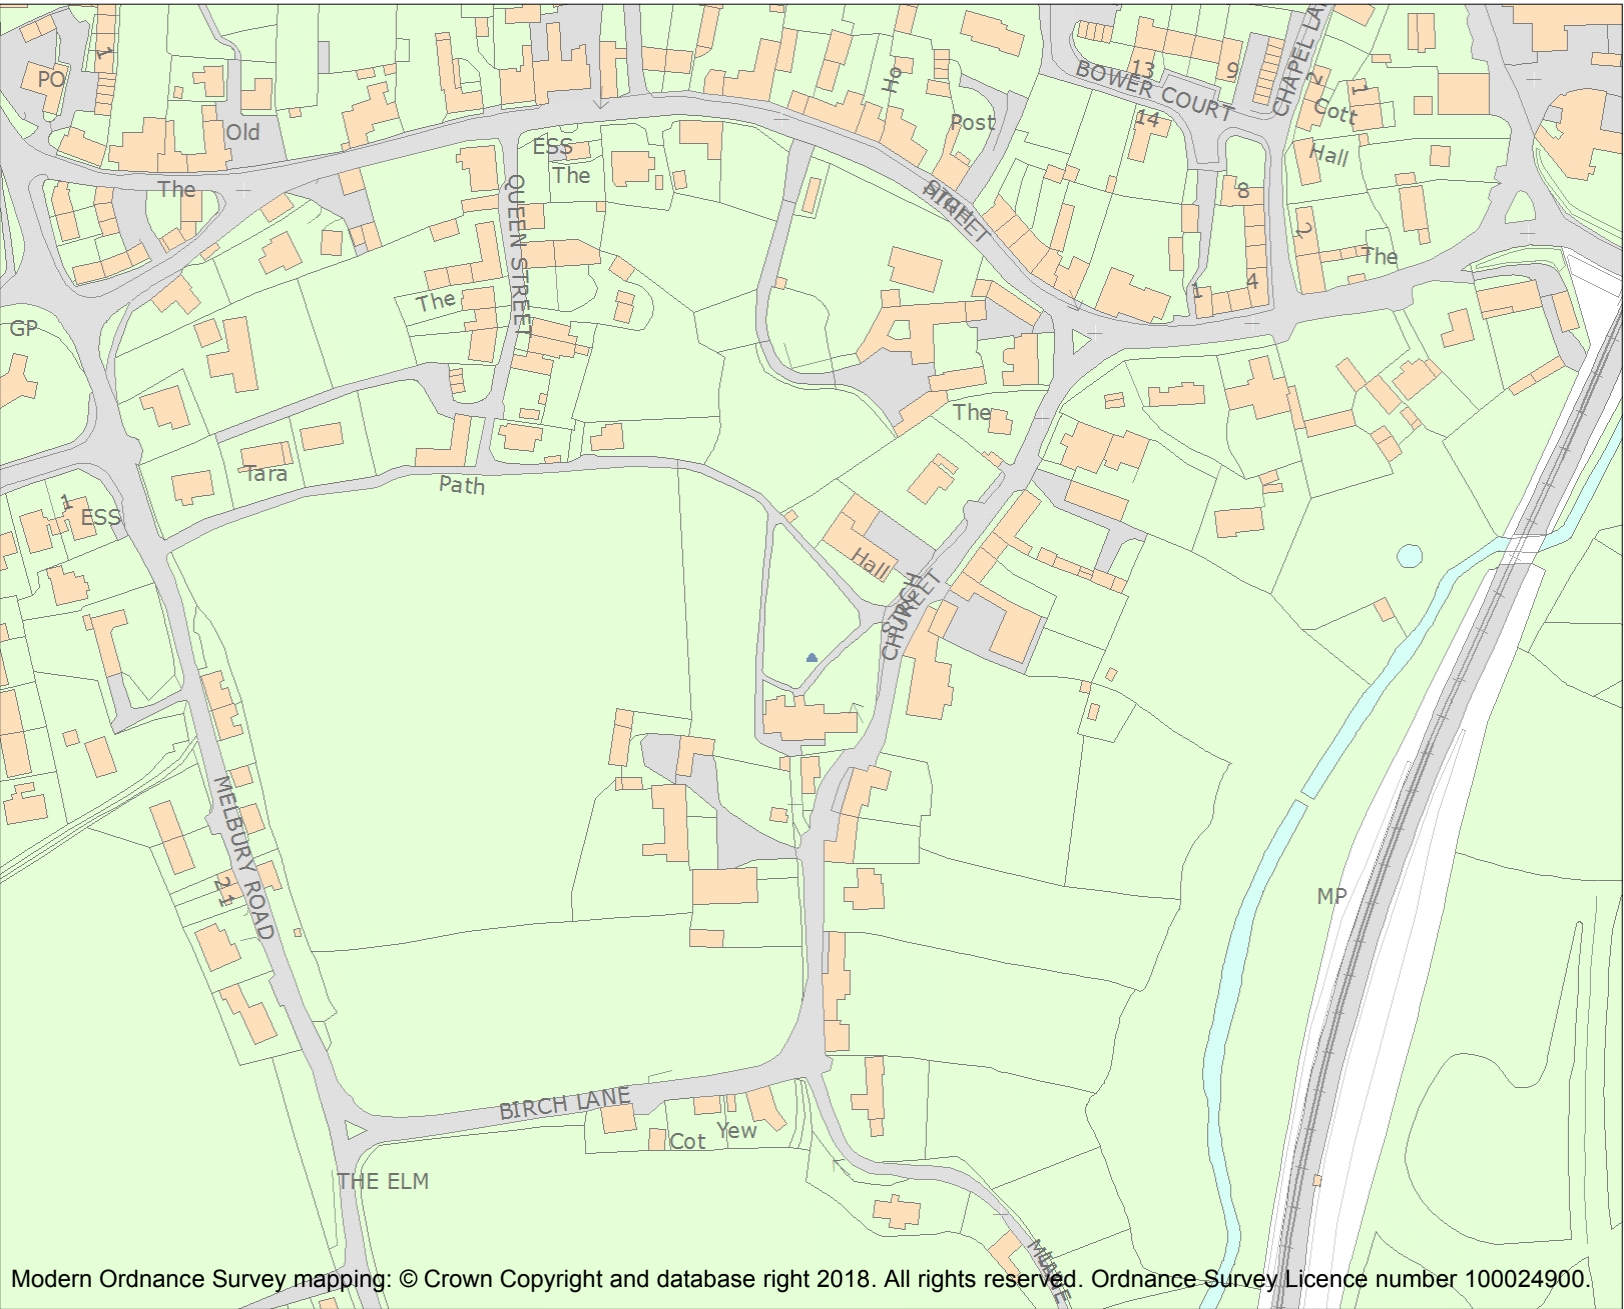 PO
1
Old
The
GP
ESS
The
QUEEN STREET
The
Ho
Post
HIGH
STREET
BOWER COURT
13
9
14
8
CHAPEL LA
2
1
Cott
Hall
2
The
1
4
The
Tara
Path
1
ESS
Hall
CHURCH
STREET
MELBURY ROAD
21
MP
BIRCH LANE
Cot
Yew
THE ELM
LANE
Modern Ordnance Survey mapping: © Crown Copyright and database right 2018. All rights reserved. Ordnance Survey Licence number 100024900.